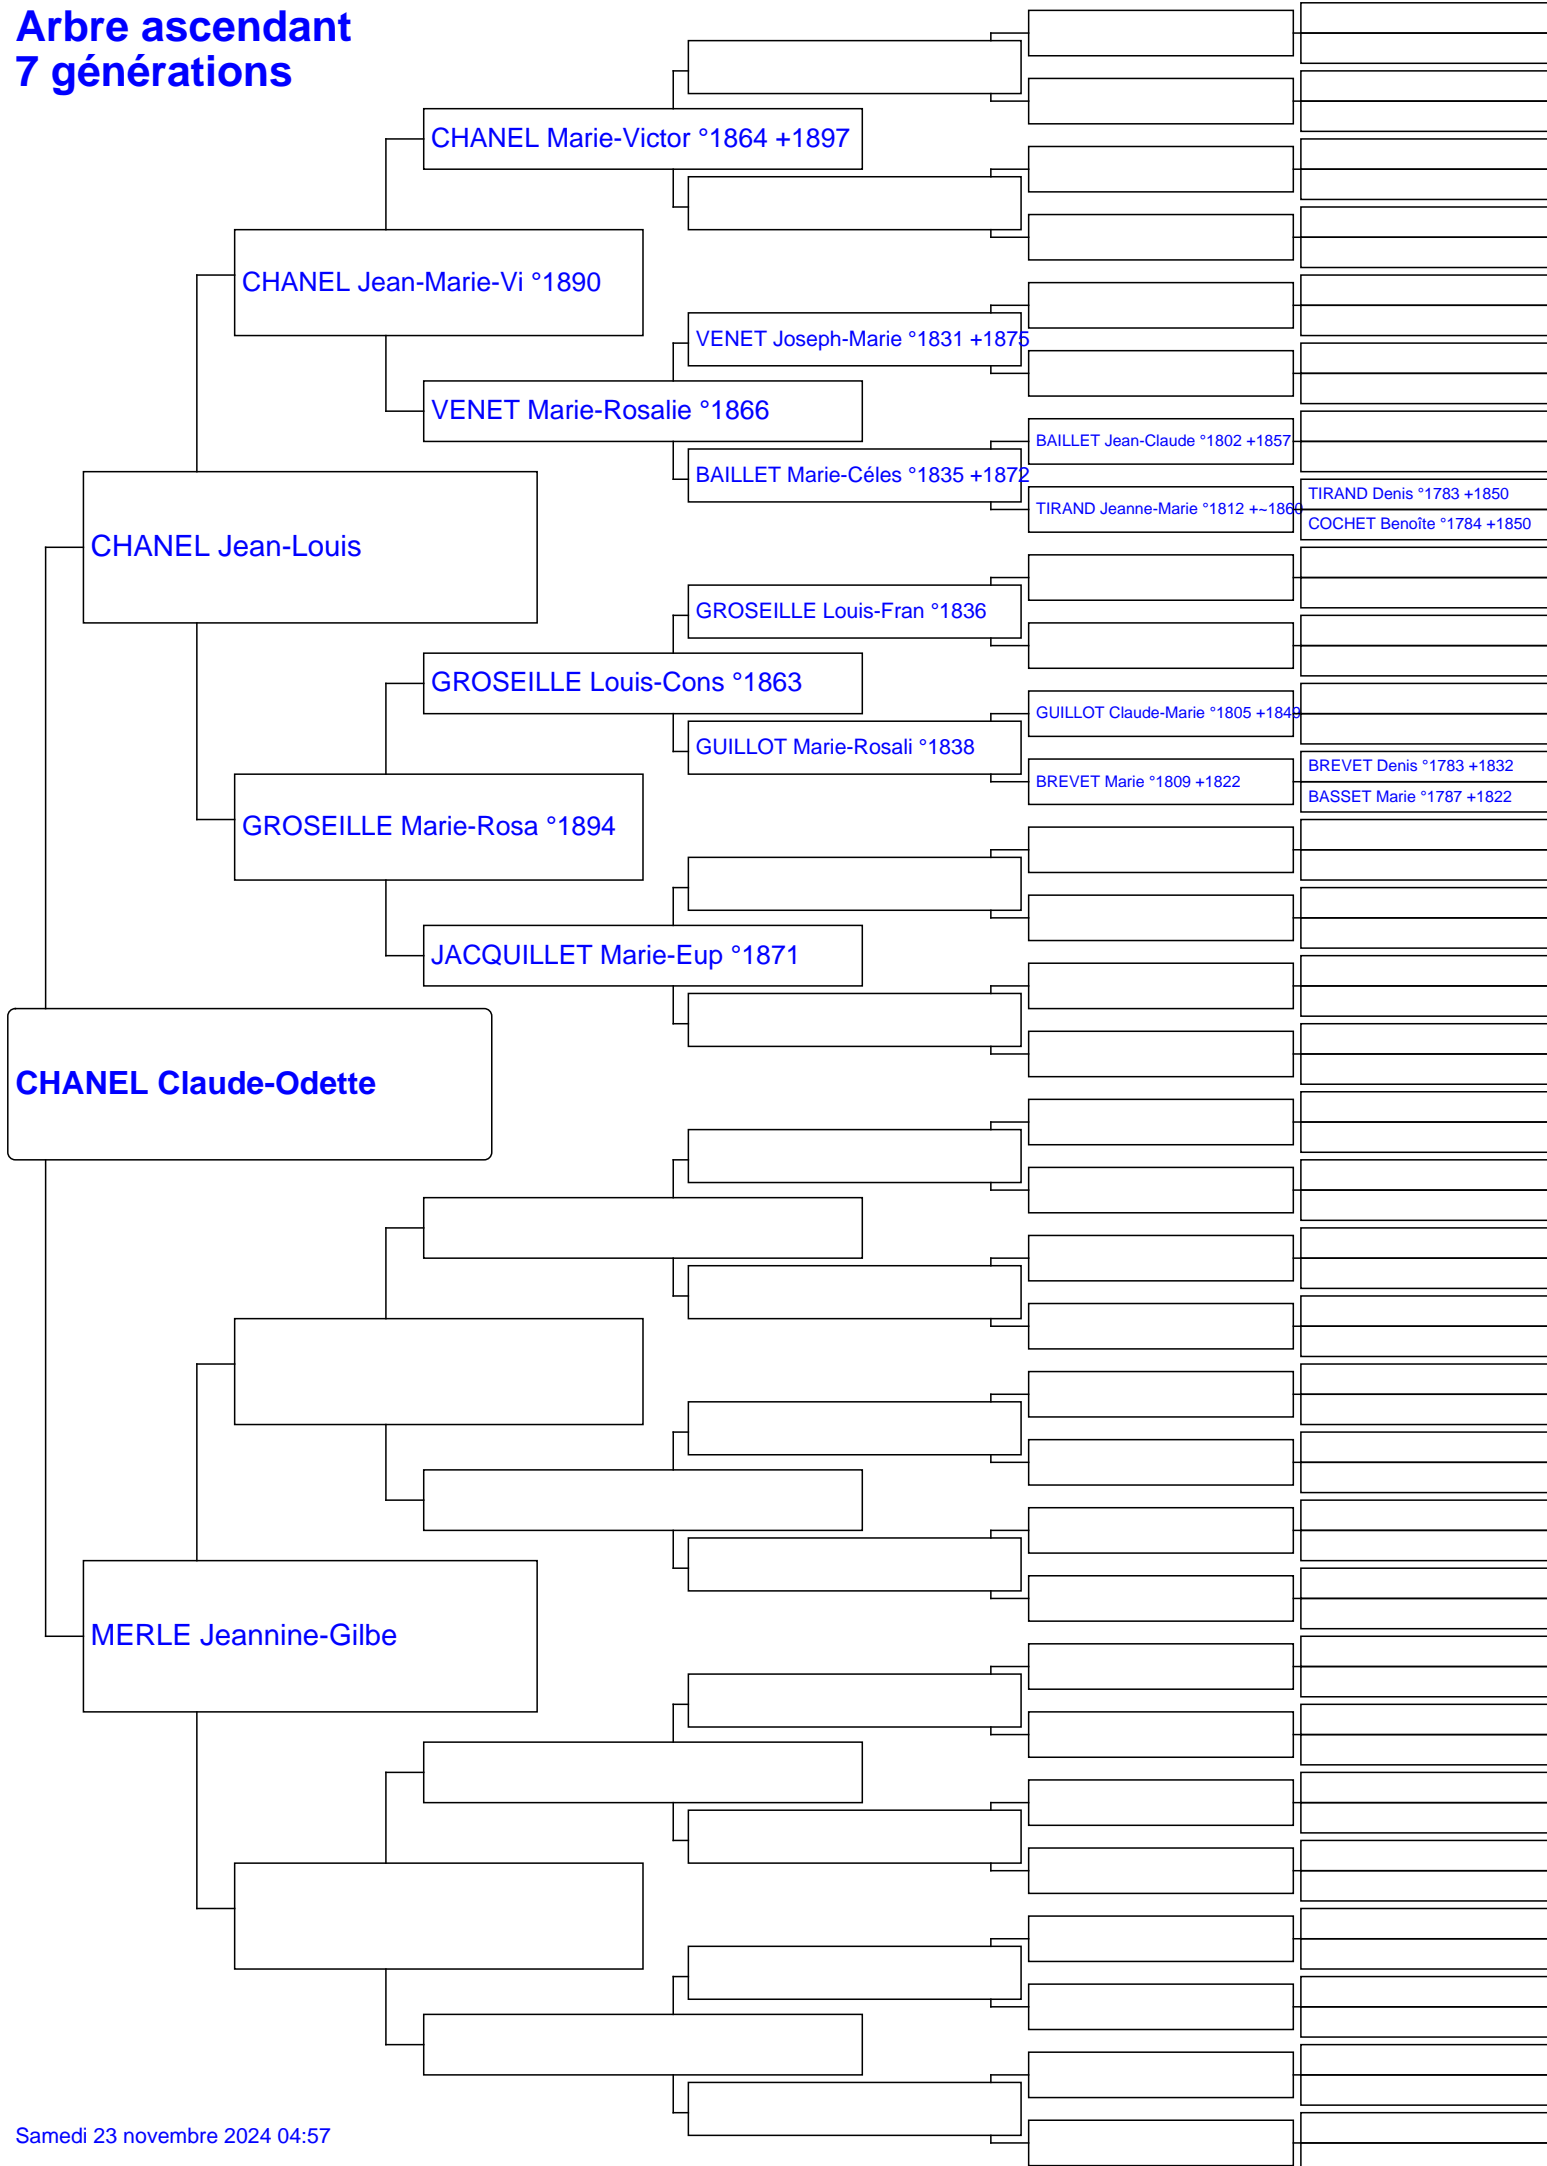 Arbre ascendant
7 générations
CHANEL Marie-Victor °1864 +1897
CHANEL Jean-Marie-Vi °1890
VENET Joseph-Marie °1831 +1875
VENET Marie-Rosalie °1866
BAILLET Jean-Claude °1802 +1857
BAILLET Marie-Céles °1835 +1872
TIRAND Denis °1783 +1850
TIRAND Jeanne-Marie °1812 +~1860
COCHET Benoîte °1784 +1850
CHANEL Jean-Louis
GROSEILLE Louis-Fran °1836
GROSEILLE Louis-Cons °1863
GUILLOT Claude-Marie °1805 +1849
GUILLOT Marie-Rosali °1838
BREVET Denis °1783 +1832
BREVET Marie °1809 +1822
BASSET Marie °1787 +1822
GROSEILLE Marie-Rosa °1894
JACQUILLET Marie-Eup °1871
CHANEL Claude-Odette
MERLE Jeannine-Gilbe
Samedi 23 novembre 2024 04:57